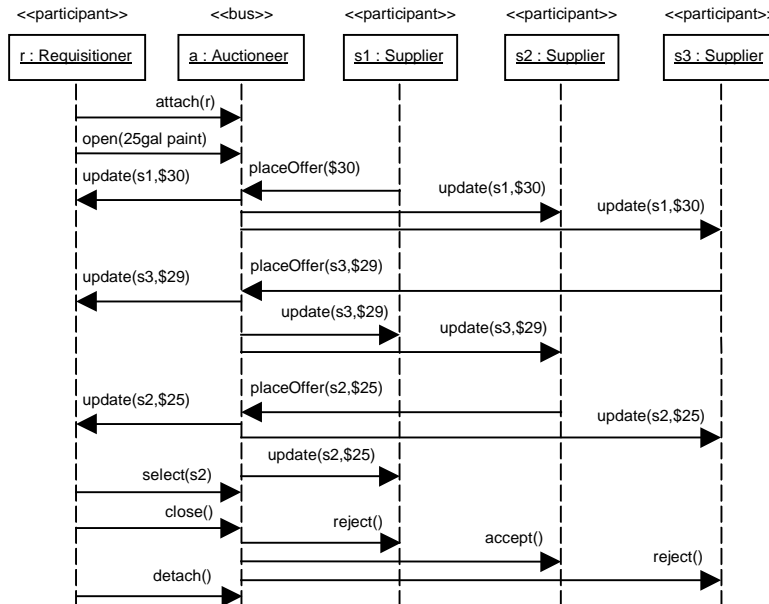 <<participant>>
<<bus>>
<<participant>>
<<participant>>
<<participant>>
r : Requisitioner
a : Auctioneer
s1 : Supplier
s2 : Supplier
s3 : Supplier
attach(r)
open(25gal paint)
placeOffer($30)
update(s1,$30)
update(s1,$30)
update(s1,$30)
placeOffer(s3,$29)
update(s3,$29)
update(s3,$29)
update(s3,$29)
placeOffer(s2,$25)
update(s2,$25)
update(s2,$25)
update(s2,$25)
select(s2)
close()
reject()
accept()
reject()
detach()